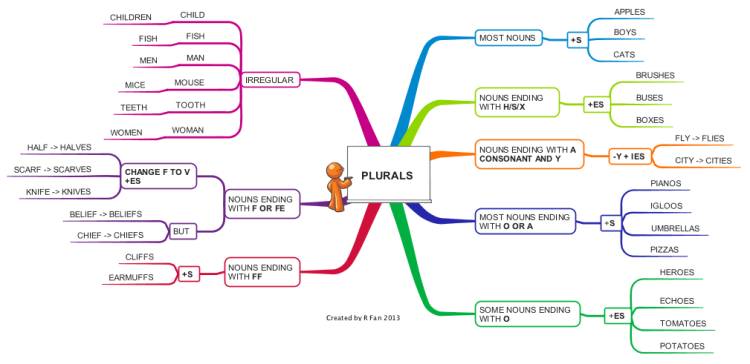 PLURALS
MOST NOUNS
+S
APPLES
BOYS
CATS
NOUNS ENDING
WITH H/S/X
+ES
BRUSHES
BUSES
BOXES
NOUNS ENDING WITH A
CONSONANT AND Y
-Y + IES
FLY -> FLIES
CITY -> CITIES
MOST NOUNS ENDING
WITH O OR A
+S
PIANOS
IGLOOS
UMBRELLAS
PIZZAS
SOME NOUNS ENDING
WITH O
+ES
HEROES
ECHOES
TOMATOES
POTATOES
IRREGULAR
CHILDREN CHILD
FISH FISH
MEN MAN
MICE MOUSE
TEETH TOOTH
WOMEN WOMAN
NOUNS ENDING
WITH F OR FE
CHANGE F TO V
+ES
HALF -> HALVES
SCARF -> SCARVES
KNIFE -> KNIVES
BUT
BELIEF -> BELIEFS
CHIEF -> CHIEFS
NOUNS ENDING
WITH FF
+S
CLIFFS
EARMUFFS
Created by R Fan 2013